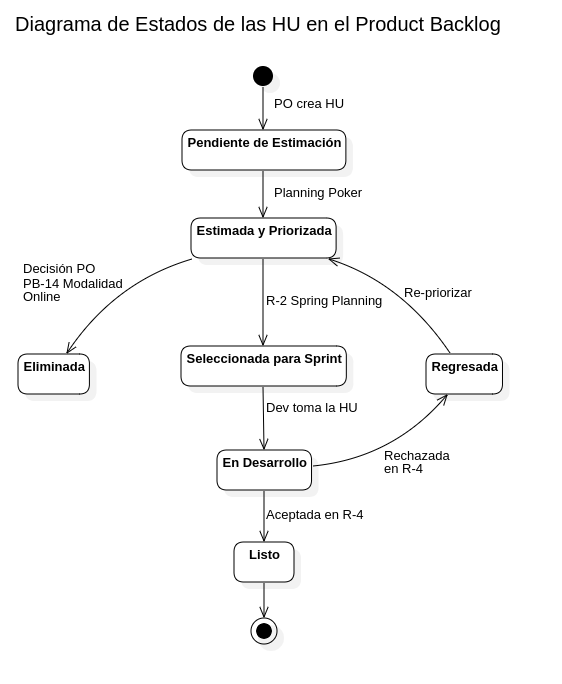 Diagrama de Estados de las HU en el Product Backlog
PO crea HU
Pendiente de Estimación
Planning Poker
Estimada y Priorizada
Decisión PO
PB-14 Modalidad
Online
R-2 Spring Planning
Re-priorizar
Eliminada
Seleccionada para Sprint
Regresada
Dev toma la HU
En Desarrollo
Rechazada
en R-4
Aceptada en R-4
Listo